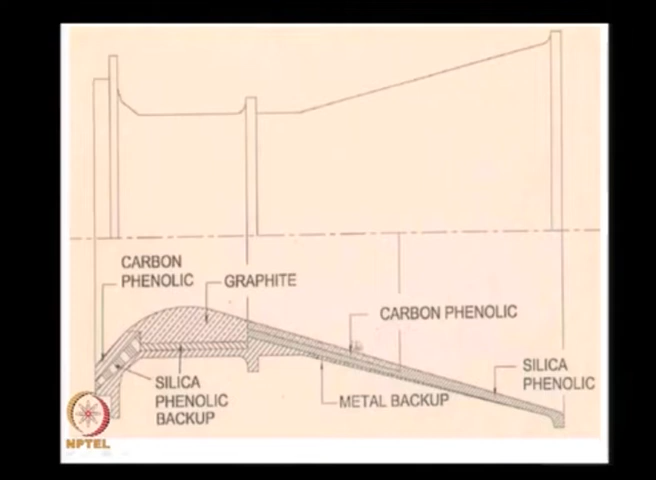 CARBON
PHENOLIC
GRAPHITE
CARBON PHENOLIC
SILICA
PHENOLIC
SILICA
PHENOLIC
BACKUP
METAL BACKUP
NPTEL